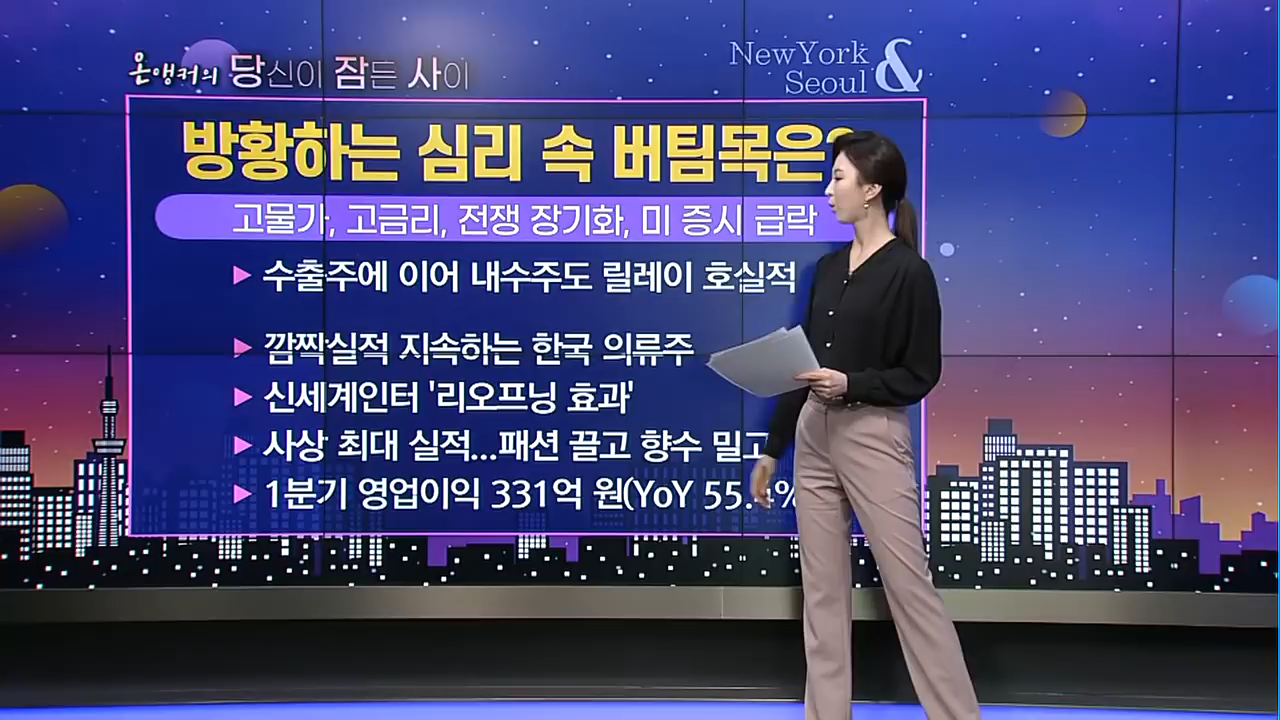 온앵커의 당신이 잠든 사이
NewYork
Seoul &
방황하는 심리 속 버팀목은?
고물가, 고금리, 전쟁 장기화, 미 증시 급락
▶ 수출주에 이어 내수주도 릴레이 호실적
▶ 깜짝실적 지속하는 한국 의류주
▶ 신세계인터 '리오프닝 효과'
▶ 사상 최대 실적...패션 끌고 향수 밀고
▶ 1분기 영업이익 331억 원(YoY